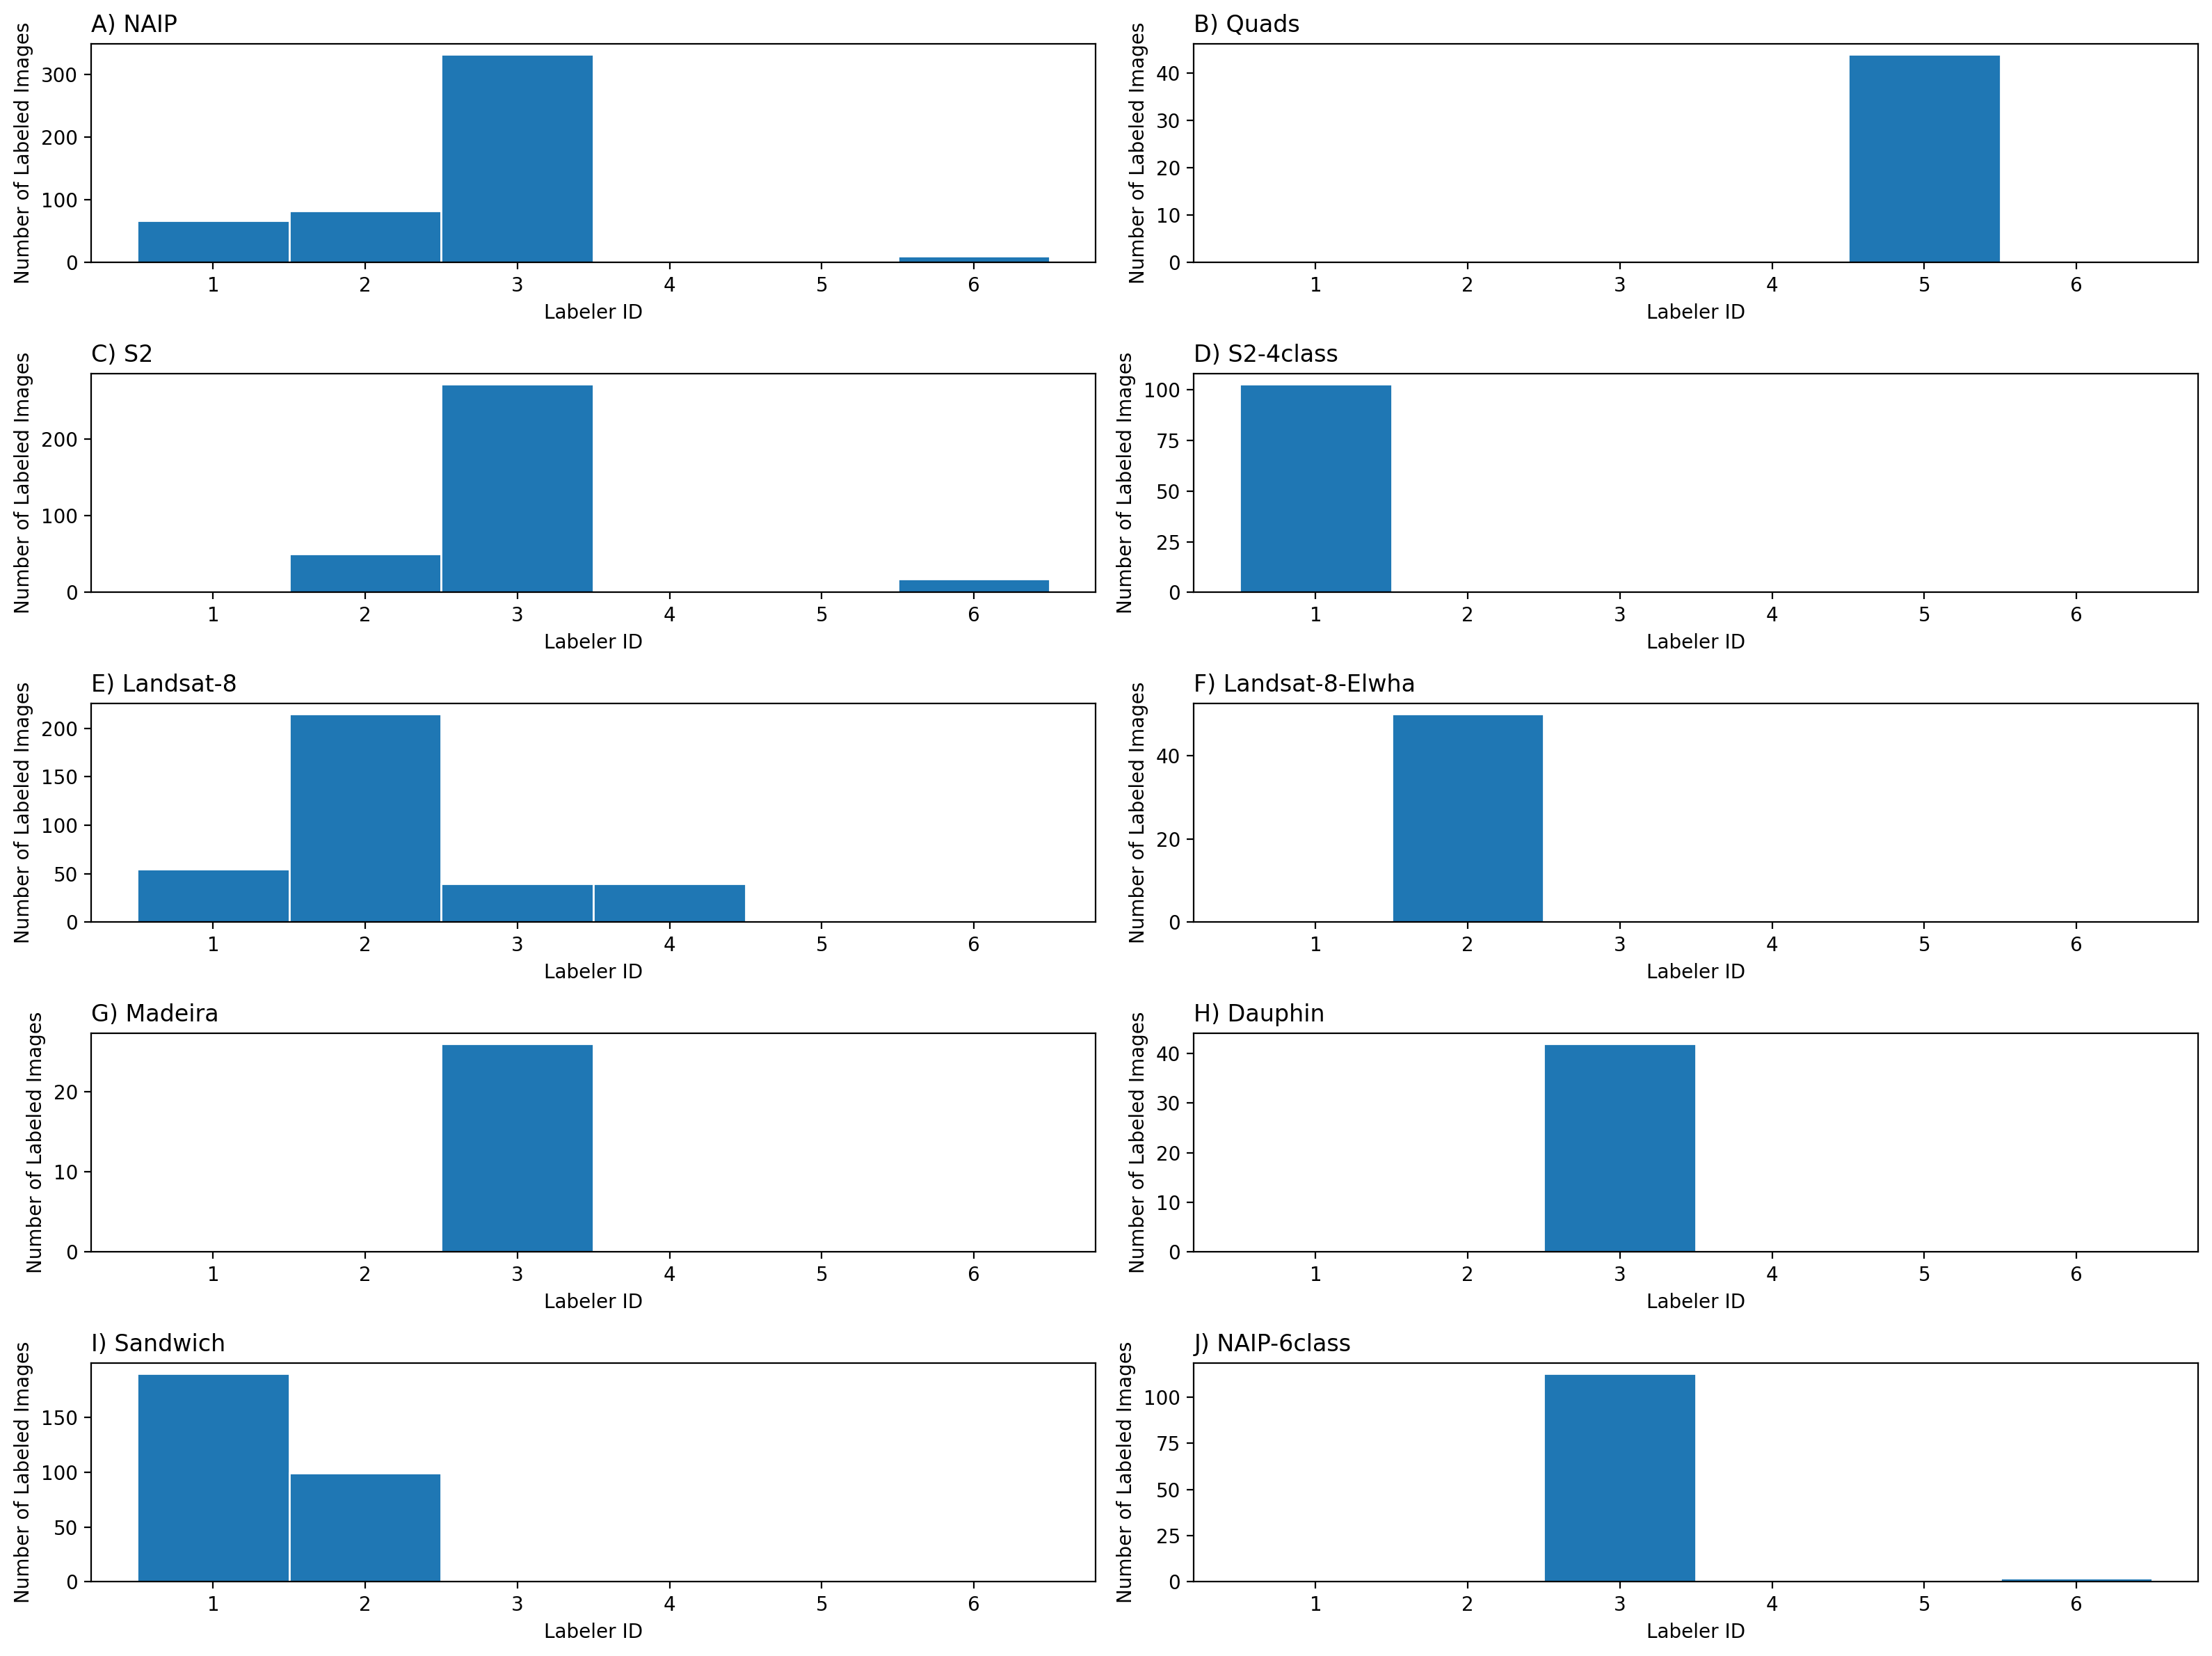 A) NAIP
Number of Labeled Images
300
200
100
0
1 2 3 4 5 6
Labeler ID
B) Quads
Number of Labeled Images
40
30
20
10
0
1 2 3 4 5 6
Labeler ID
C) S2
Number of Labeled Images
200
100
0
1 2 3 4 5 6
Labeler ID
D) S2-4class
Number of Labeled Images
100
75
50
25
0
1 2 3 4 5 6
Labeler ID
E) Landsat-8
Number of Labeled Images
200
150
100
50
0
1 2 3 4 5 6
Labeler ID
F) Landsat-8-Elwha
Number of Labeled Images
40
20
0
1 2 3 4 5 6
Labeler ID
G) Madeira
Number of Labeled Images
20
10
0
1 2 3 4 5 6
Labeler ID
H) Dauphin
Number of Labeled Images
40
30
20
10
0
1 2 3 4 5 6
Labeler ID
I) Sandwich
Number of Labeled Images
150
100
50
0
1 2 3 4 5 6
Labeler ID
J) NAIP-6class
Number of Labeled Images
100
75
50
25
0
1 2 3 4 5 6
Labeler ID